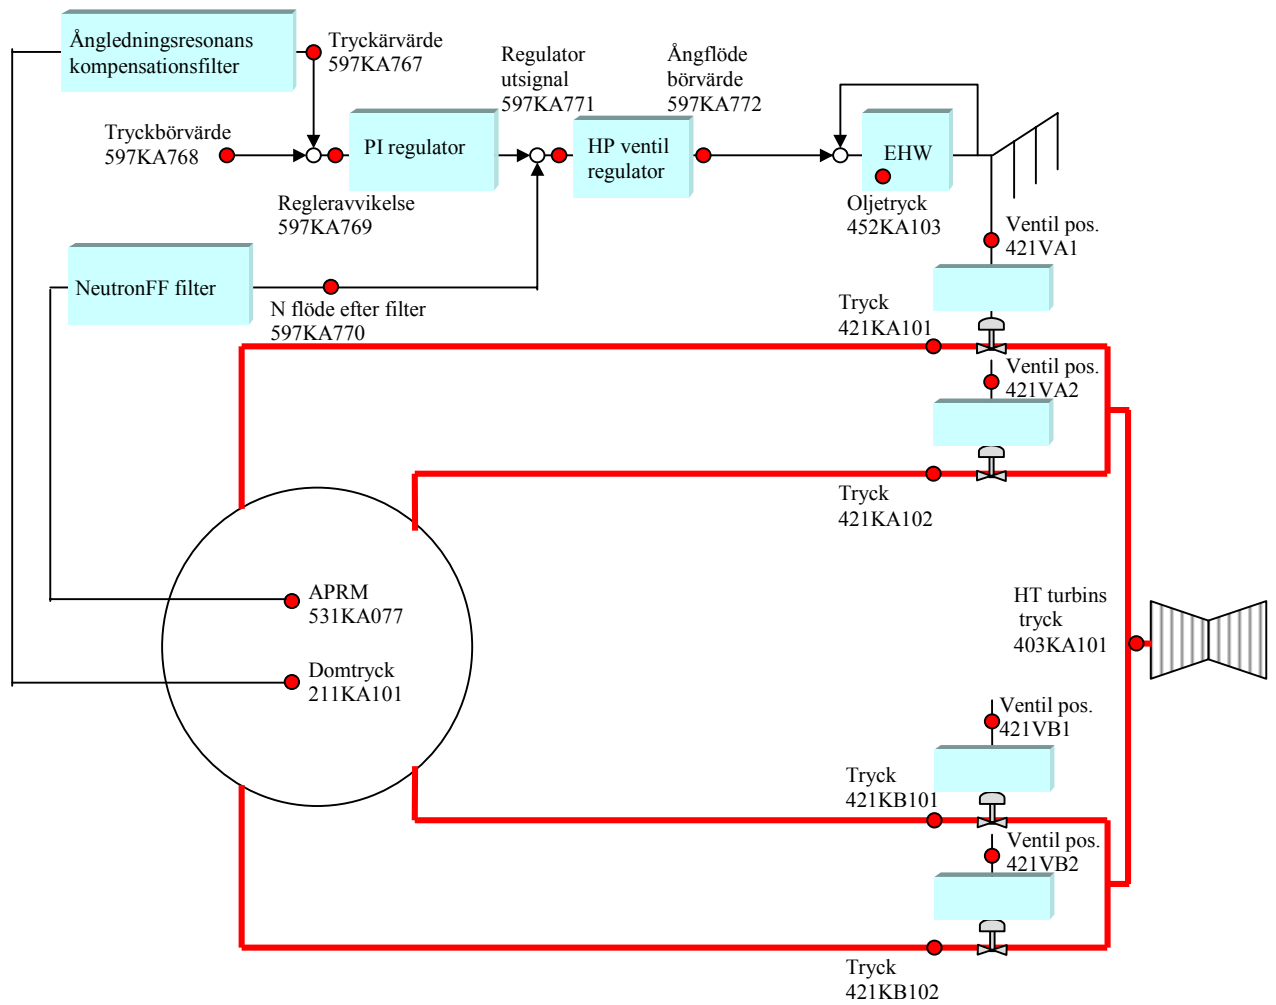 Ångledningsresonans
kompensationsfilter
Tryckärvärde
597KA767
Regulator
utsignal
597KA771
Ångflöde
börvärde
597KA772
Tryckbörvärde
597KA768
PI regulator
HP ventil
regulator
EHW
Regleravvikelse
597KA769
Oljetryck
452KA103
Ventil pos.
421VA1
NeutronFF filter
N flöde efter filter
597KA770
Tryck
421KA101
Ventil pos.
421VA2
Tryck
421KA102
APRM
531KA077
HT turbins
tryck
403KA101
Domtryck
211KA101
Ventil pos.
421VB1
Tryck
421KB101
Ventil pos.
421VB2
Tryck
421KB102